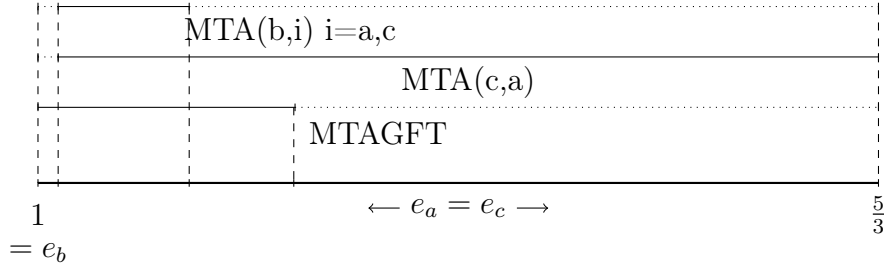 MTA(b,i) i=a,c
MTA(c,a)
MTAGFT
1 ← e_a = e_c → 5/3
= e_b